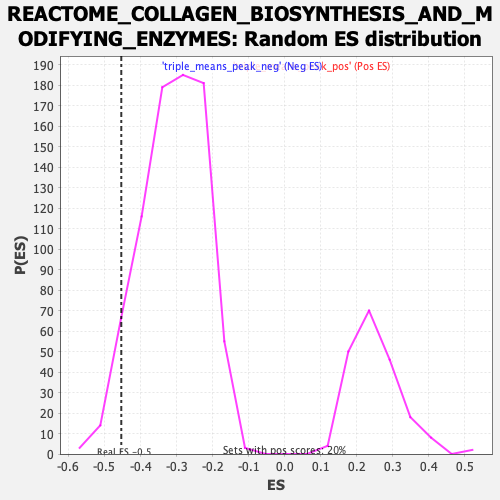 REACTOME_COLLAGEN_BIOSYNTHESIS_AND_M
ODIFYING_ENZYMES: Random ES distribution
'triple_means_peak_neg' (Neg ES)k_pos' (Pos ES)
190
180
170
160
150
140
130
120
110
100
90
80
70
60
50
40
30
20
10
0
P(ES)
Real ES -0.5
Sets with pos scores: 20%
-0.6 -0.5 -0.4 -0.3 -0.2 -0.1 0.0 0.1 0.2 0.3 0.4 0.5
ES